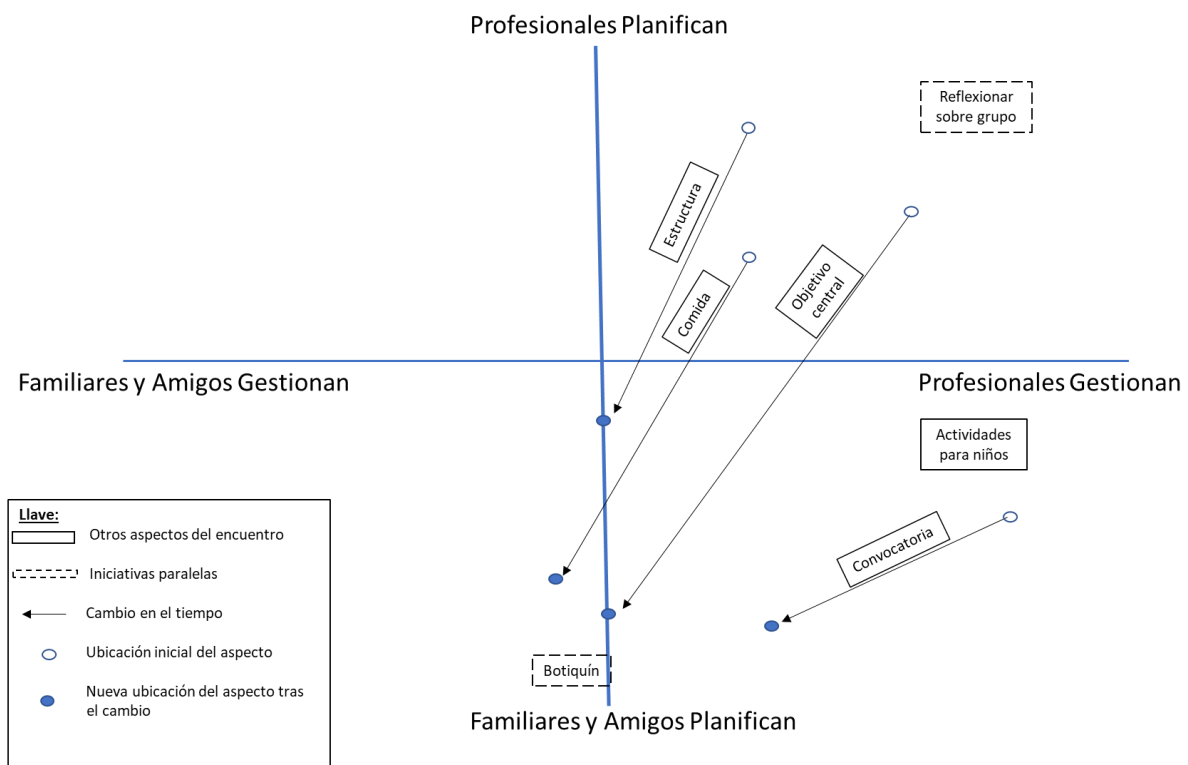 Profesionales Planifican
Reflexionar
sobre grupo
Estructura
Comida
Objetivo
central
Familiares y Amigos Gestionan
Profesionales Gestionan
Actividades
para niños
Convocatoria
Botiquín
Familiares y Amigos Planifican
Llave:
Otros aspectos del encuentro
Iniciativas paralelas
Cambio en el tiempo
Ubicación inicial del aspecto
Nueva ubicación del aspecto tras
el cambio